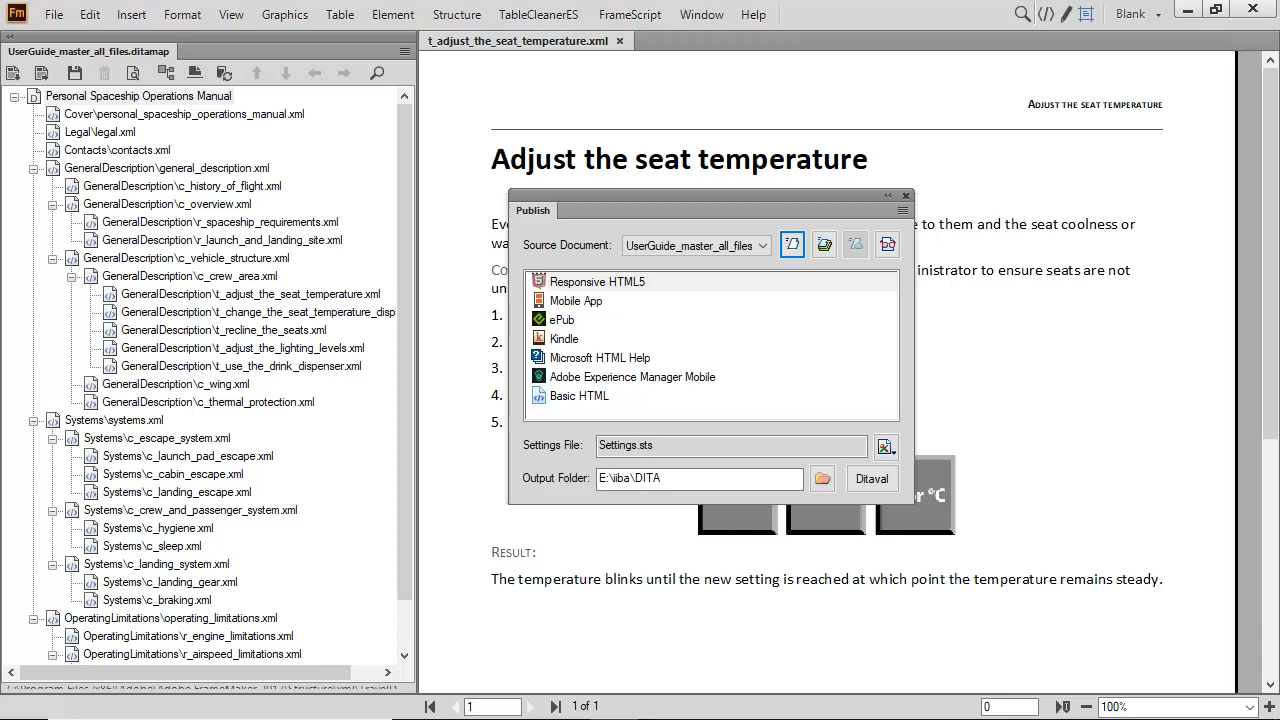 Fm File Edit Insert Format View Graphics Table Element Structure TableCleanerES FrameScript Window Help Blank
UserGuide_master_all_files.ditamap
Personal Spaceship Operations Manual
Cover\personal_spaceship_operations_manual.xml
Legal\legal.xml
Contacts\contacts.xml
GeneralDescription\general_description.xml
GeneralDescription\c_history_of_flight.xml
GeneralDescription\c_overview.xml
GeneralDescription\r_spaceship_requirements.xml
GeneralDescription\r_launch_and_landing_site.xml
GeneralDescription\c_vehicle_structure.xml
GeneralDescription\c_crew_area.xml
GeneralDescription\t_adjust_the_seat_temperature.xml
GeneralDescription\t_change_the_seat_temperature_disp
GeneralDescription\t_recline_the_seats.xml
GeneralDescription\t_adjust_the_lighting_levels.xml
GeneralDescription\t_use_the_drink_dispenser.xml
GeneralDescription\c_wing.xml
GeneralDescription\c_thermal_protection.xml
Systems\systems.xml
Systems\c_escape_system.xml
Systems\c_launch_pad_escape.xml
Systems\c_cabin_escape.xml
Systems\c_landing_escape.xml
Systems\c_crew_and_passenger_system.xml
Systems\c_hygiene.xml
Systems\c_sleep.xml
Systems\c_landing_system.xml
Systems\c_landing_gear.xml
Systems\c_braking.xml
OperatingLimitations\operating_limitations.xml
OperatingLimitations\r_engine_limitations.xml
OperatingLimitations\r_airspeed_limitations.xml
t_adjust_the_seat_temperature.xml
Adjust the seat temperature
Adjust the seat temperature
to them and the seat coolness or
inistrator to ensure seats are not
1.
2.
3.
4.
5.
Publish
Source Document: UserGuide_master_all_files
Responsive HTML5
Mobile App
ePub
Kindle
Microsoft HTML Help
Adobe Experience Manager Mobile
Basic HTML
Settings File: Settings.sts
Output Folder: E:\iiba\DITA Ditaval
or °C
Result:
The temperature blinks until the new setting is reached at which point the temperature remains steady.
1 1 of 1 0 100%